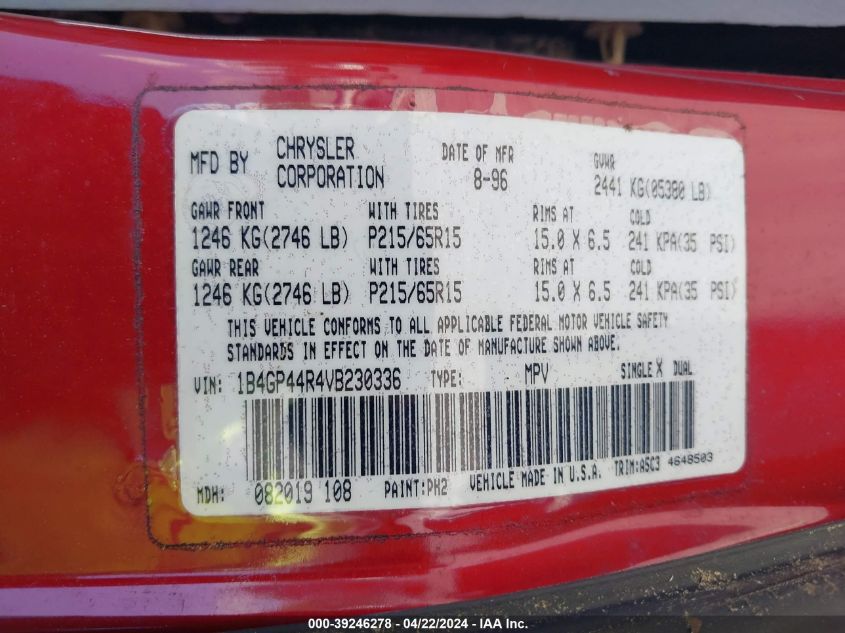 MFD BY CHRYSLER CORPORATION DATE OF MFR 8-96 GVWR 2441 KG(05380 LB)
GAWR FRONT WITH TIRES RIMS AT COLD
1246 KG(2746 LB) P215/65R15 15.0 X 6.5 241 KPA(35 PSI)
GAWR REAR WITH TIRES RIMS AT COLD
1246 KG(2746 LB) P215/65R15 15.0 X 6.5 241 KPA(35 PSI)
THIS VEHICLE CONFORMS TO ALL APPLICABLE FEDERAL MOTOR VEHICLE SAFETY
STANDARDS IN EFFECT ON THE DATE OF MANUFACTURE SHOWN ABOVE.
VIN: 1B4GP44R4VB230336 TYPE: MPV SINGLE X DUAL
MDH: 082019 108 PAINT:PH2 VEHICLE MADE IN U.S.A. TRIM:A5C3 4648503
000-39246278 - 04/22/2024 - IAAI.com